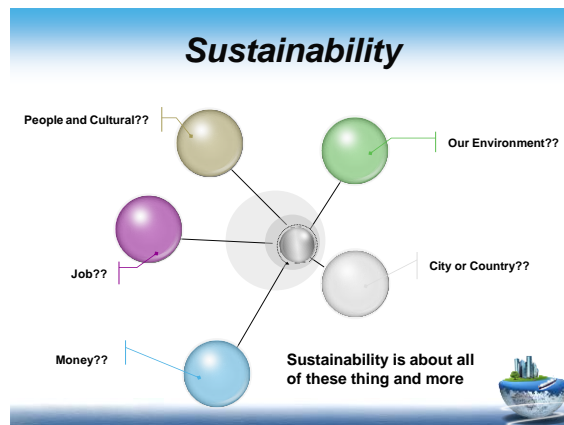 Sustainability
People and Cultural??
Our Environment??
Job??
City or Country??
Money??
Sustainability is about all
of these thing and more